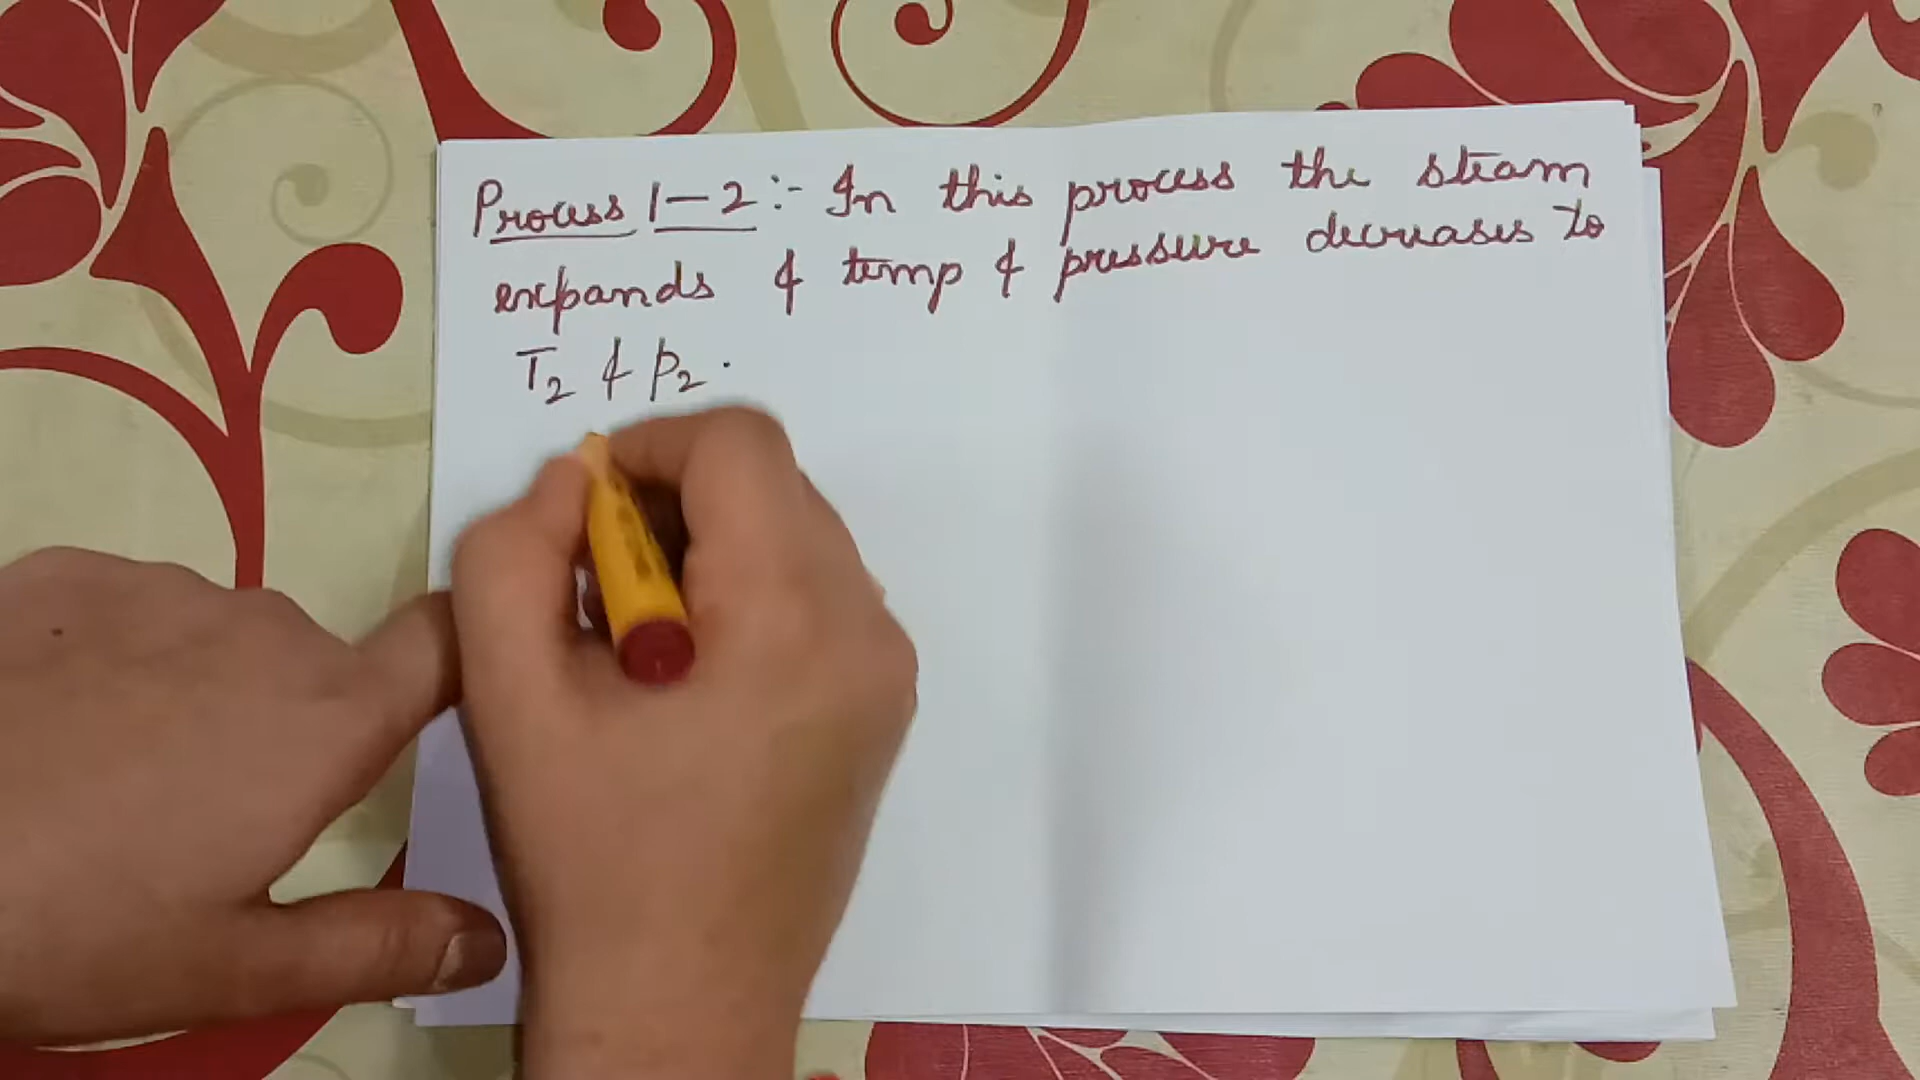 Process 1-2:- In this process the steam
expands & temp & pressure decreases to
T₂ & p₂.